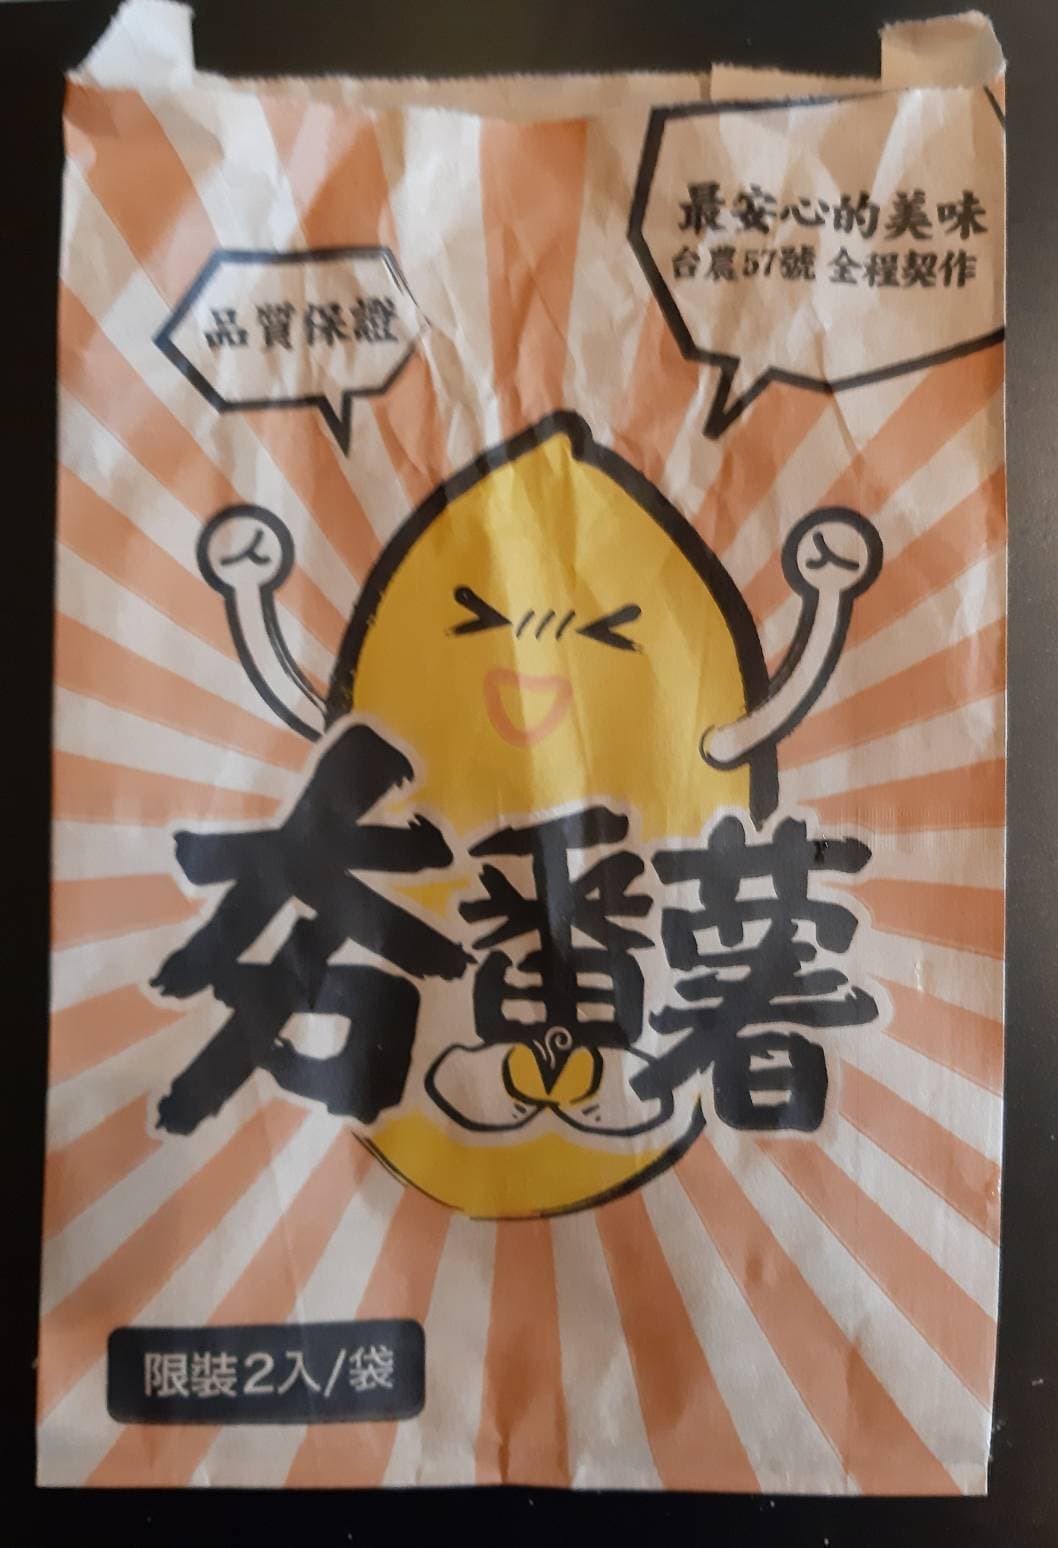 最安心的美味
台農57號 全程契作
品質保證
夯番薯
限裝2入/袋